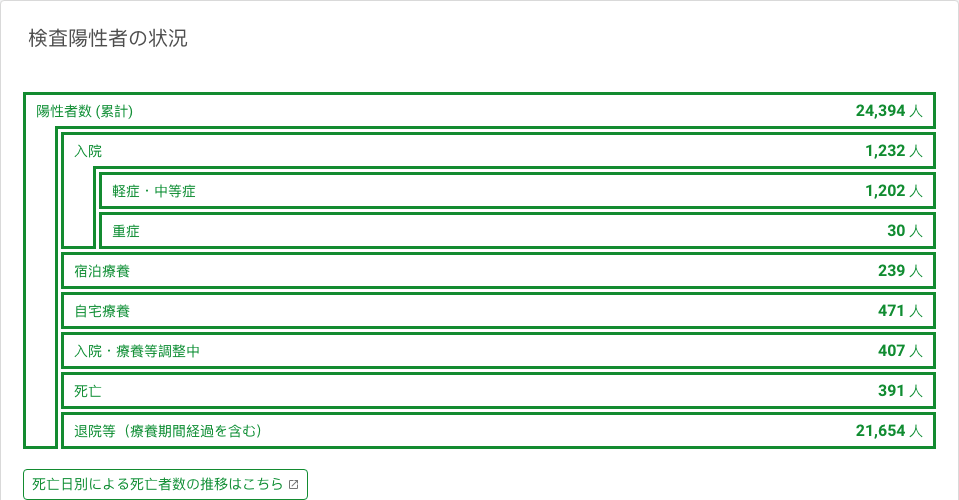 検査陽性者の状況
陽性者数 (累計) 24,394 人
入院 1,232 人
軽症・中等症 1,202 人
重症 30 人
宿泊療養 239 人
自宅療養 471 人
入院・療養等調整中 407 人
死亡 391 人
退院等（療養期間経過を含む） 21,654 人
死亡日別による死亡者数の推移はこちら